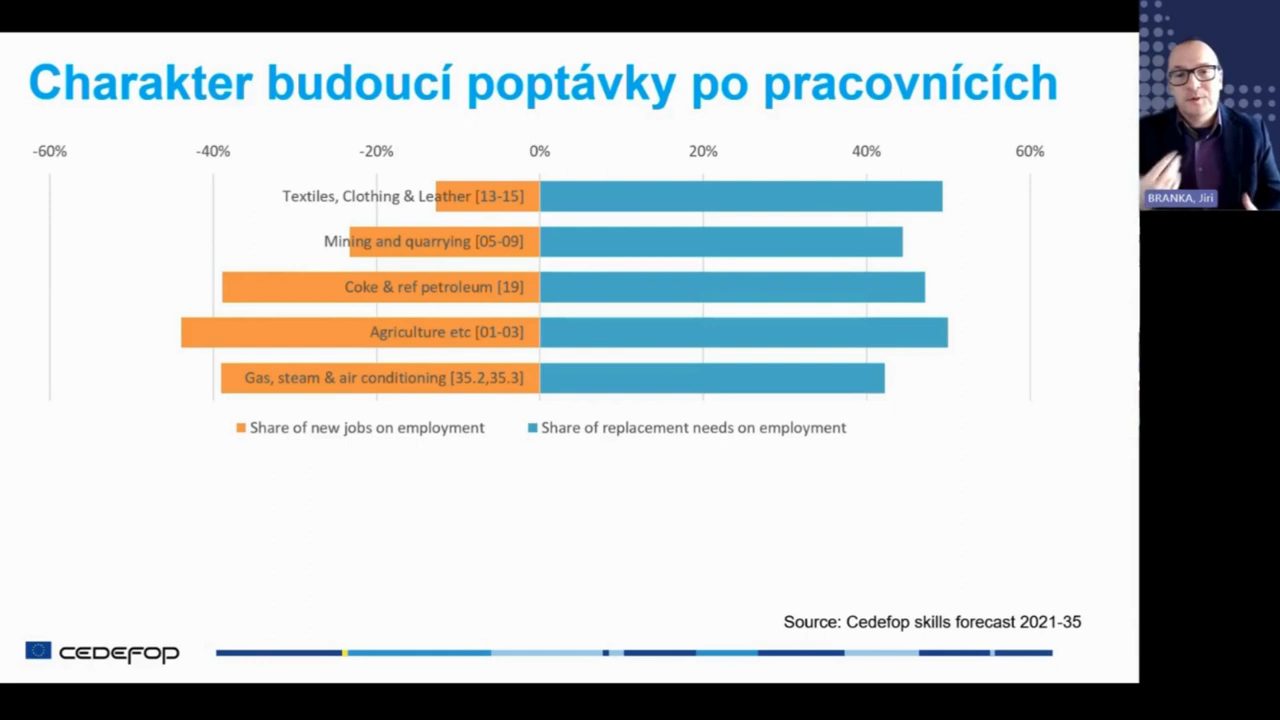 Charakter budoucí poptávky po pracovnících
-60% -40% -20% 0% 20% 40% 60%
Textiles, Clothing & Leather [13-15]
Mining and quarrying [05-09]
Coke & ref petroleum [19]
Agriculture etc [01-03]
Gas, steam & air conditioning [35.2,35.3]
Share of new jobs on employment Share of replacement needs on employment
Source: Cedefop skills forecast 2021-35
CEDEFOP
BRANKA, Jiri